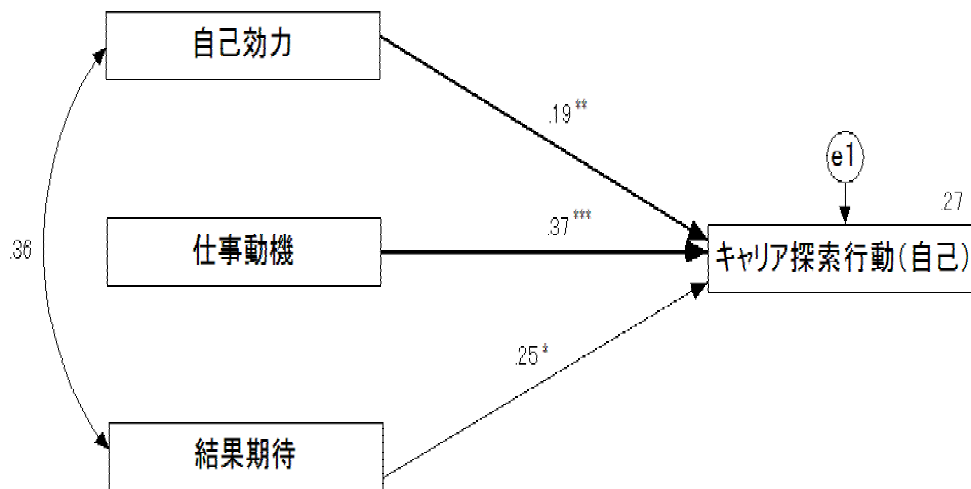 自己効力
.19**
e1
.27
.36
仕事動機
.37***
キャリア探索行動(自己)
.25*
結果期待